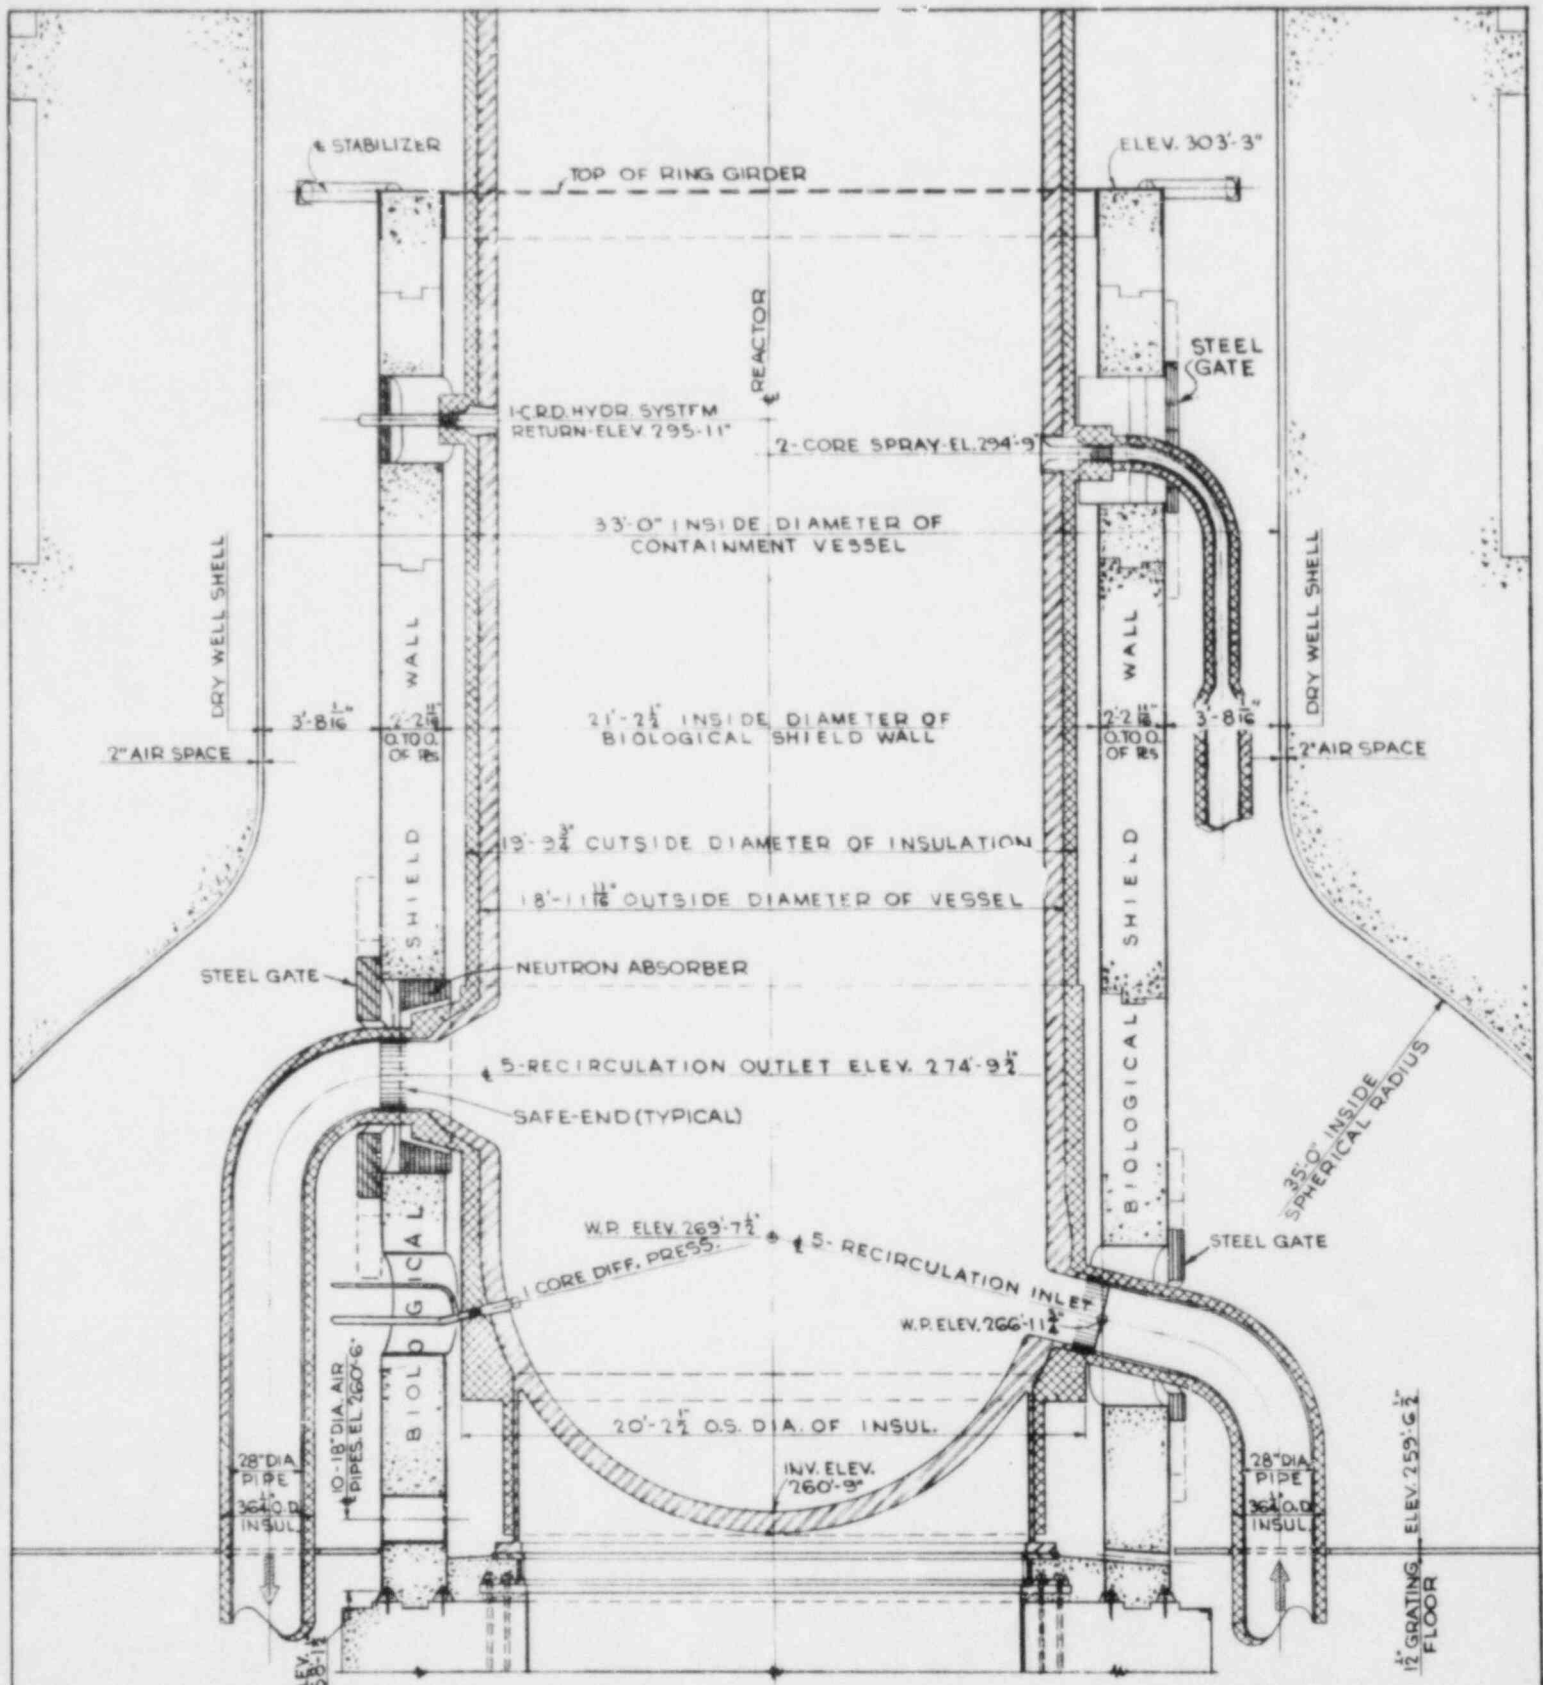 ℄ STABILIZER
ELEV. 303'-3"
TOP OF RING GIRDER
REACTOR
℄
STEEL
GATE
1-C.R.D. HYDR. SYSTEM
RETURN-ELEV. 295-11"
2-CORE SPRAY-EL. 294'-9"
33'-0" INSIDE DIAMETER OF
CONTAINMENT VESSEL
DRY WELL SHELL
DRY WELL SHELL
BIOLOGICAL SHIELD WALL
BIOLOGICAL SHIELD WALL
3'-8 1/16"
2'-2 11/16"
O. TO O.
OF PLS
21'-2 1/2" INSIDE DIAMETER OF
BIOLOGICAL SHIELD WALL
2'-2 11/16"
O. TO O.
OF PLS
3'-8 1/16"
2" AIR SPACE
2" AIR SPACE
19'-9 3/4" OUTSIDE DIAMETER OF INSULATION
18'-11 11/16" OUTSIDE DIAMETER OF VESSEL
STEEL GATE
NEUTRON ABSORBER
℄ 5-RECIRCULATION OUTLET ELEV. 274'-9 1/2"
SAFE-END (TYPICAL)
35'-0" INSIDE
SPHERICAL RADIUS
W.P. ELEV. 269'-7 1/2"
℄ 5- RECIRCULATION INLET
1 CORE DIFF. PRESS.
STEEL GATE
W.P. ELEV. 266'-11 3/4"
10-18" DIA. AIR
PIPES. EL. 260'-6"
20'-2 1/2" O.S. DIA. OF INSUL.
INV. ELEV.
260'-9"
28" DIA
PIPE
36 1/2" O.D.
INSUL.
28" DIA
PIPE
36 1/2" O.D.
INSUL.
1 1/2" GRATING ELEV. 259'-6 1/2"
FLOOR